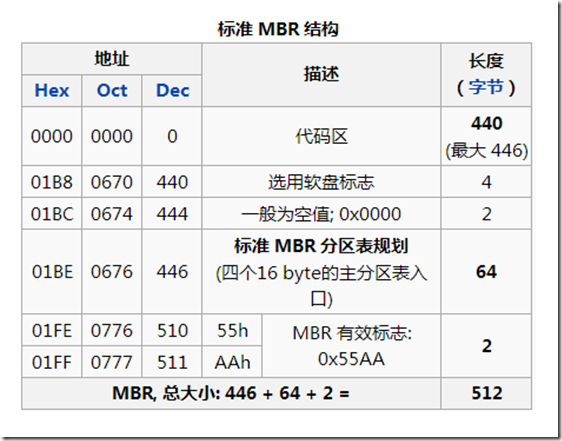 标准 MBR 结构
地址 描述 长度
(字节)
Hex Oct Dec
0000 0000 0 代码区 440
(最大 446)
01B8 0670 440 选用软盘标志 4
01BC 0674 444 一般为空值; 0x0000 2
01BE 0676 446 标准 MBR 分区表规划
(四个16 byte的主分区表入
口) 64
01FE 0776 510 55h MBR 有效标志:
0x55AA 2
01FF 0777 511 AAh
MBR, 总大小: 446 + 64 + 2 = 512